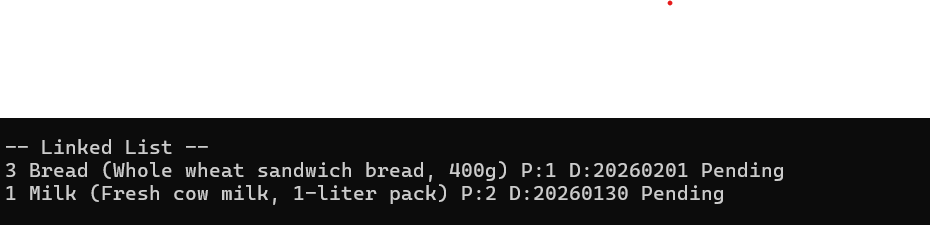 -- Linked List --
3 Bread (Whole wheat sandwich bread, 400g) P:1 D:20260201 Pending
1 Milk (Fresh cow milk, 1-liter pack) P:2 D:20260130 Pending